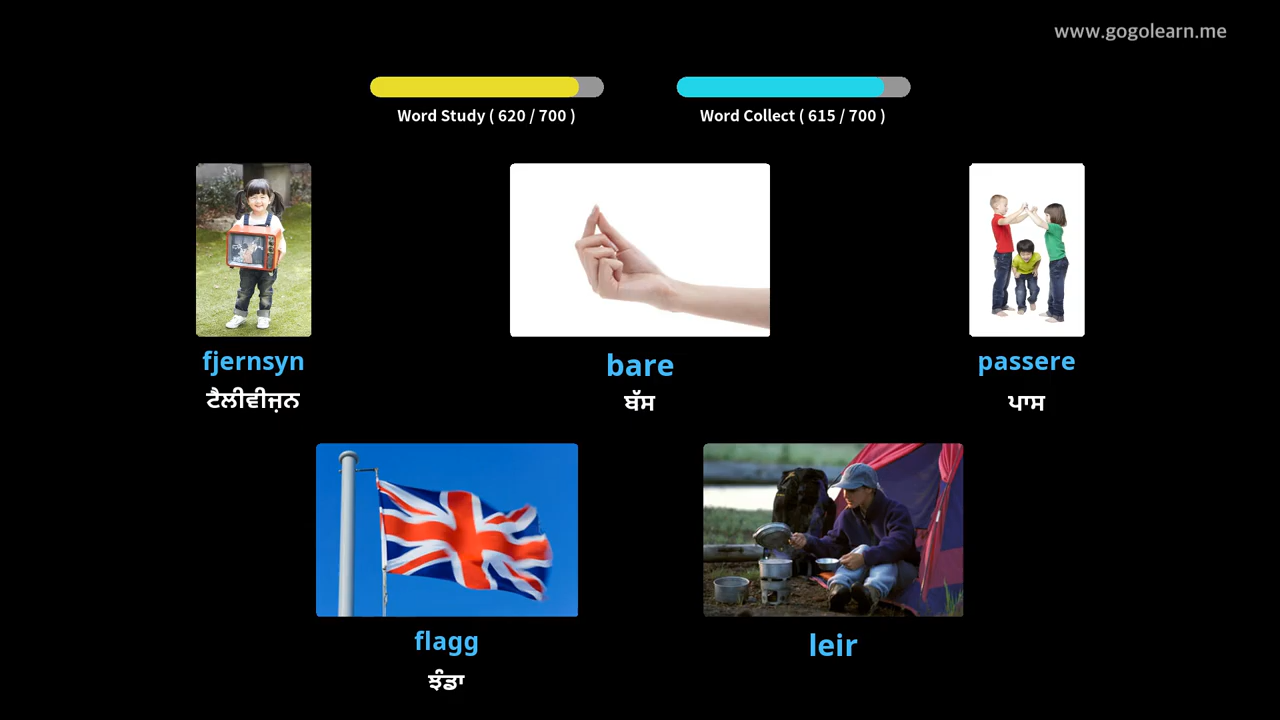 www.gogolearn.me
Word Study ( 620 / 700 )
Word Collect ( 615 / 700 )
fjernsyn
ਟੈਲੀਵੀਜ਼ਨ
bare
ਬੱਸ
passere
ਪਾਸ
flagg
ਝੰਡਾ
leir